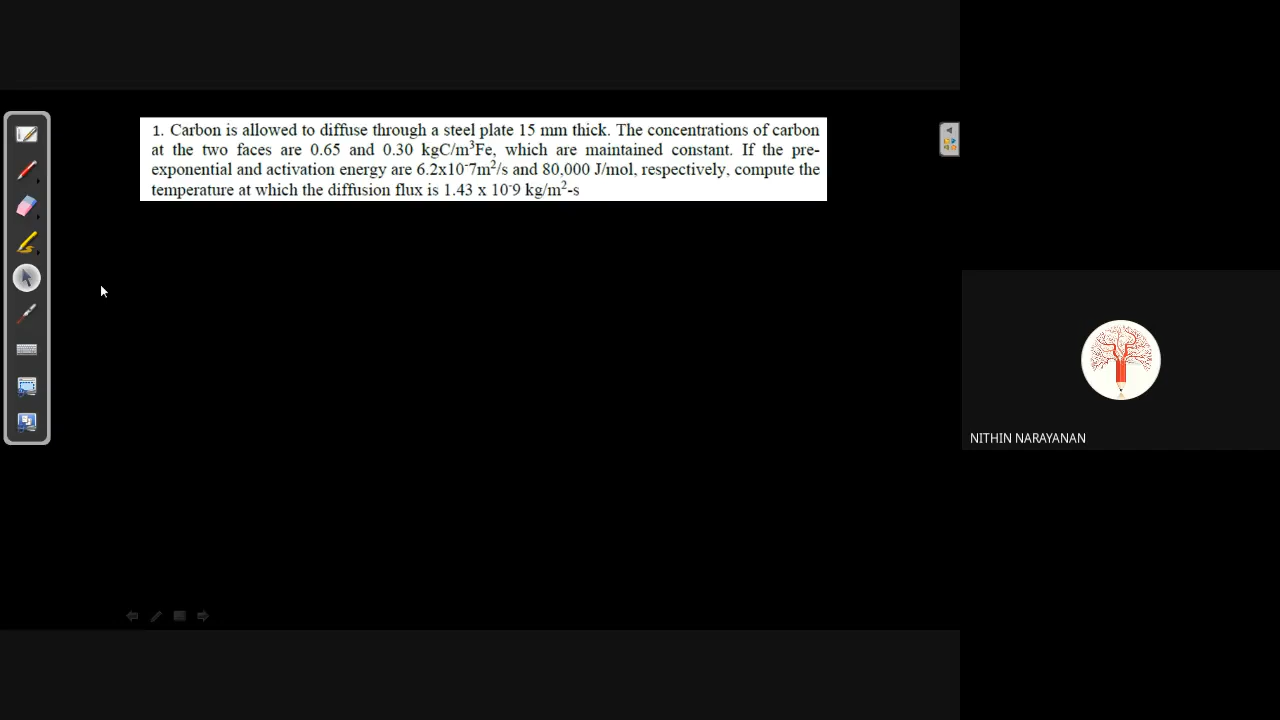 1. Carbon is allowed to diffuse through a steel plate 15 mm thick. The concentrations of carbon
at the two faces are 0.65 and 0.30 kgC/m³Fe, which are maintained constant. If the pre-
exponential and activation energy are 6.2x10⁻7m²/s and 80,000 J/mol, respectively, compute the
temperature at which the diffusion flux is 1.43 x 10⁻9 kg/m²-s
NITHIN NARAYANAN